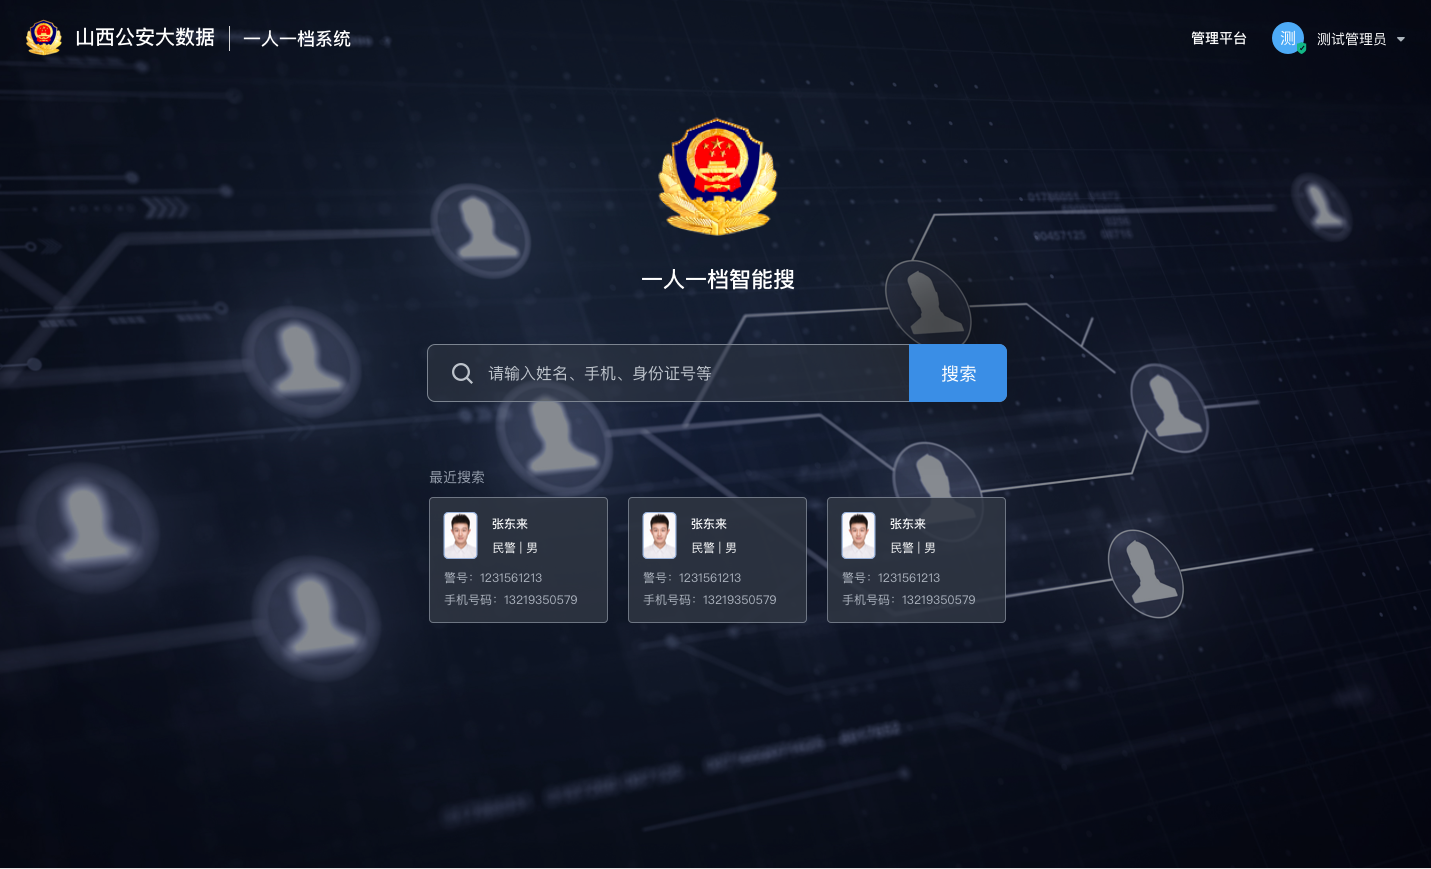 山西公安大数据 一人一档系统 管理平台 测 测试管理员
一人一档智能搜
请输入姓名、手机、身份证号等 搜索
最近搜索
张东来
民警 | 男
警号：1231561213
手机号码：13219350579
张东来
民警 | 男
警号：1231561213
手机号码：13219350579
张东来
民警 | 男
警号：1231561213
手机号码：13219350579